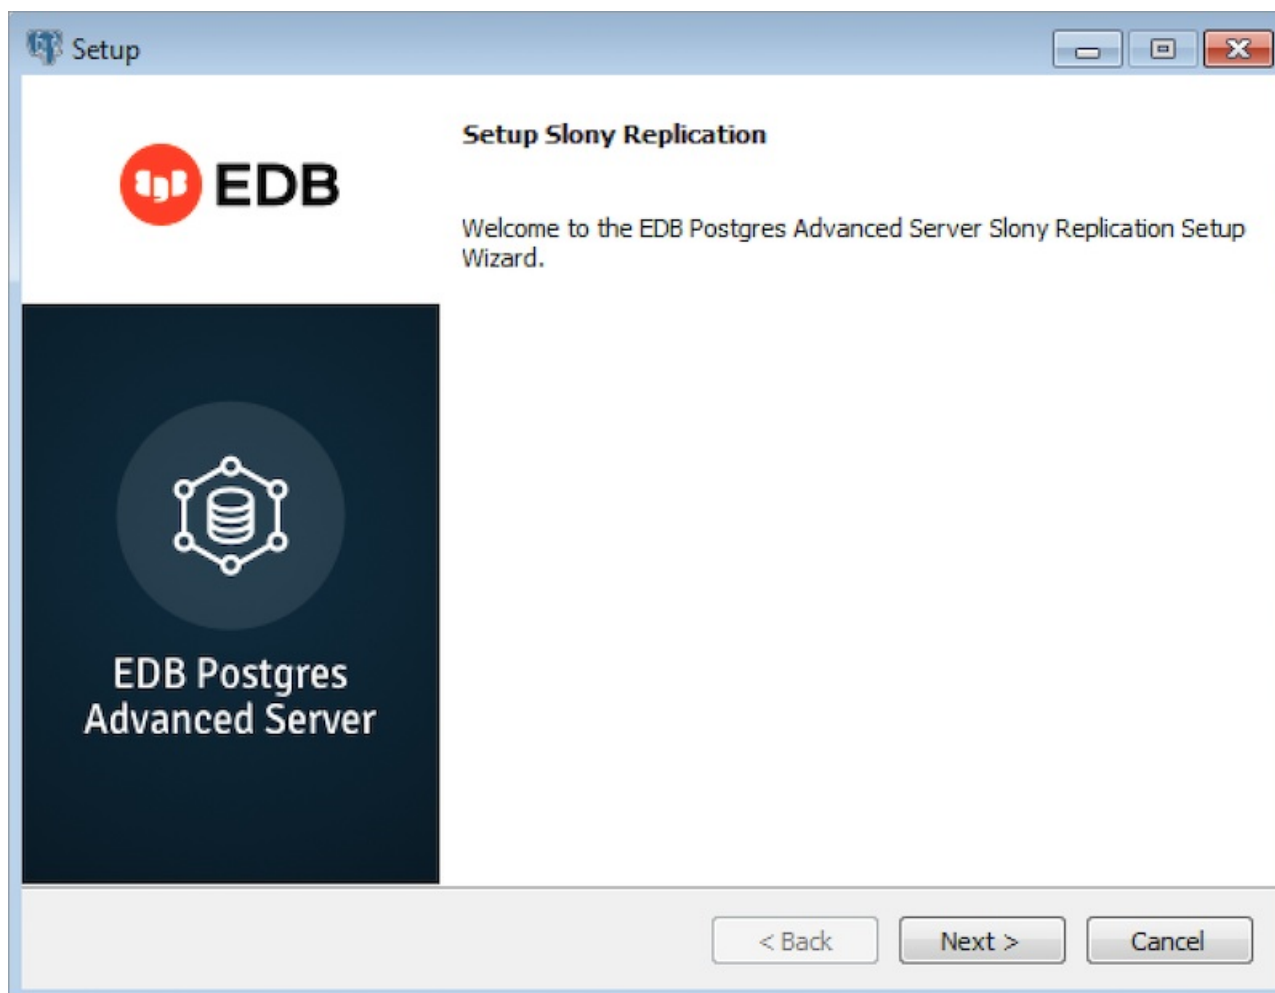 Setup
EDB
Setup Slony Replication
Welcome to the EDB Postgres Advanced Server Slony Replication Setup
Wizard.
EDB Postgres
Advanced Server
< Back
Next >
Cancel